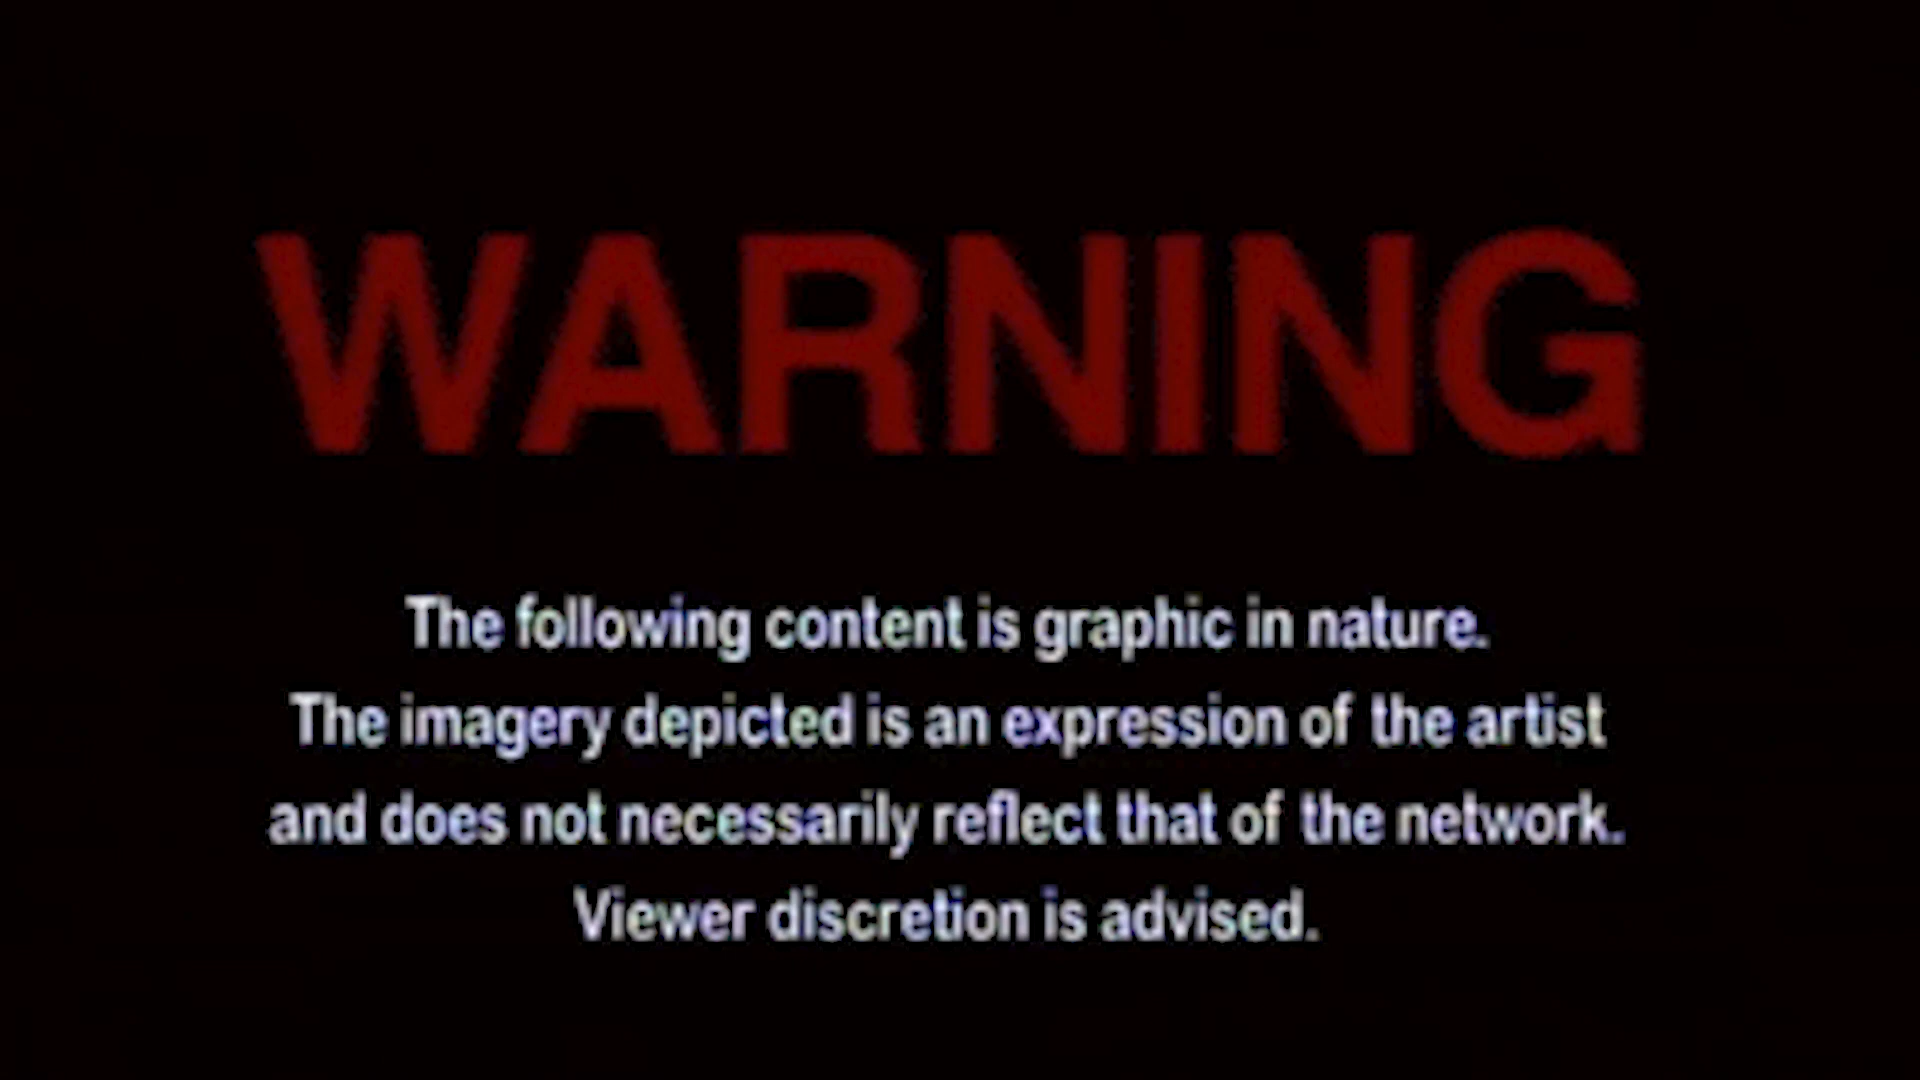 WARNING
The following content is graphic in nature.
The imagery depicted is an expression of the artist
and does not necessarily reflect that of the network.
Viewer discretion is advised.